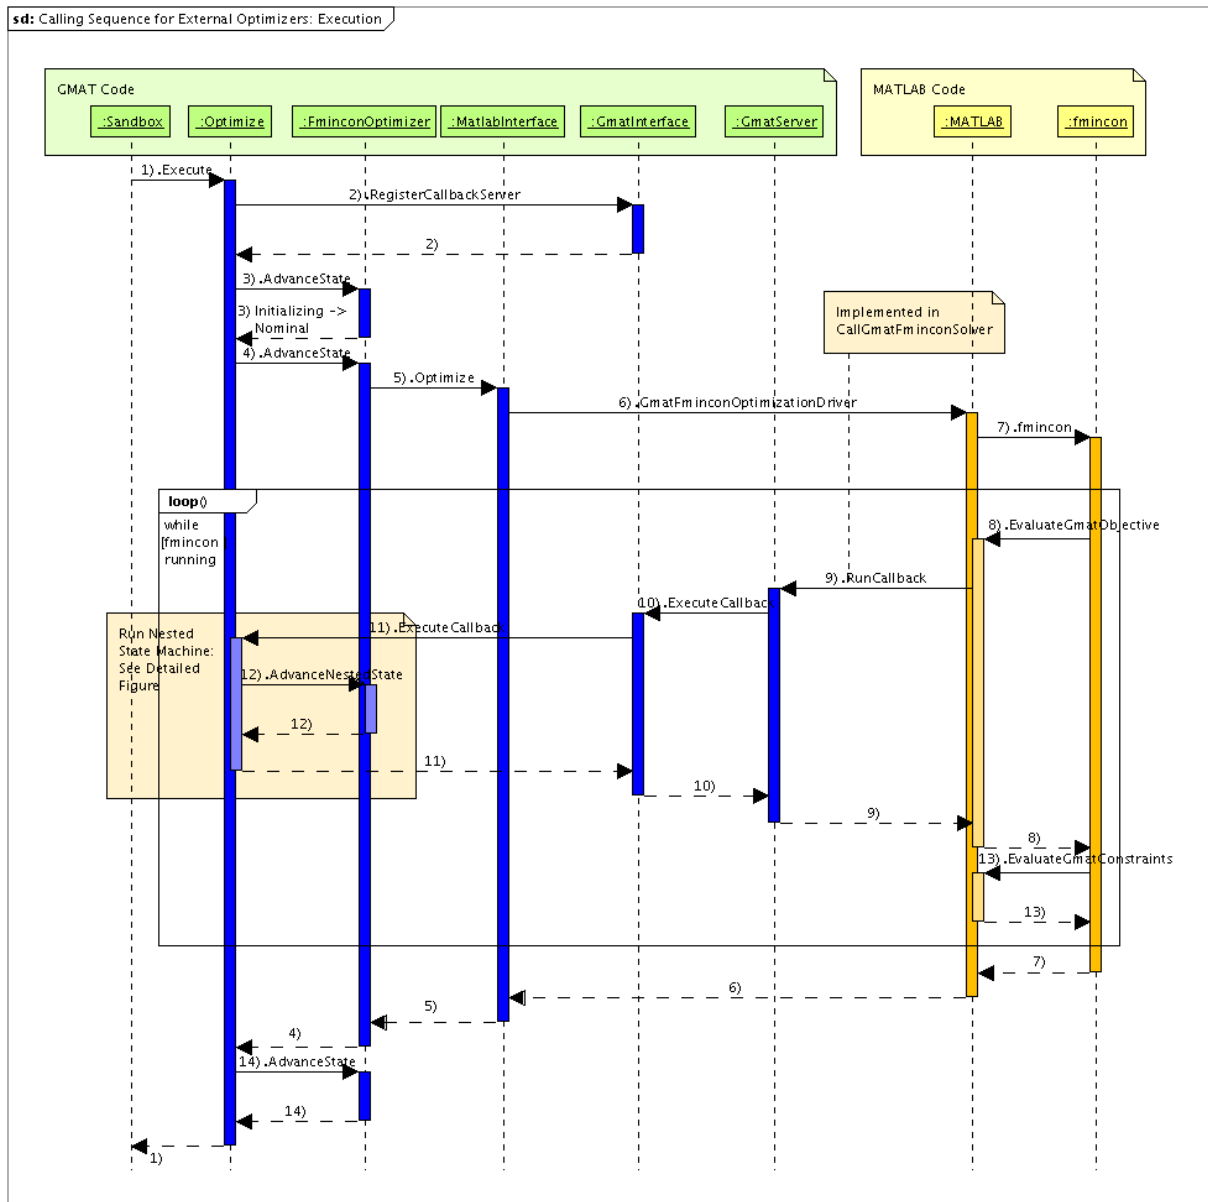 sd: Calling Sequence for External Optimizers: Execution
GMAT Code
MATLAB Code
:Sandbox
:Optimize
:FminconOptimizer
:MatlabInterface
:GmatInterface
:GmatServer
:MATLAB
:fmincon
1).Execute
2).RegisterCallbackServer
2)
3).AdvanceState
3) Initializing ->
Nominal
Implemented in
CallGmatFminconSolver
4).AdvanceState
5).Optimize
6).GmatFminconOptimizationDriver
7).fmincon
loop()
while
[fmincon ]
running
8).EvaluateGmatObjective
9).RunCallback
10).ExecuteCallback
11).ExecuteCallback
Run Nested
State Machine:
See Detailed
Figure
12).AdvanceNestedState
12)
11)
10)
9)
8)
13).EvaluateGmatConstraints
13)
7)
6)
5)
4)
14).AdvanceState
14)
1)